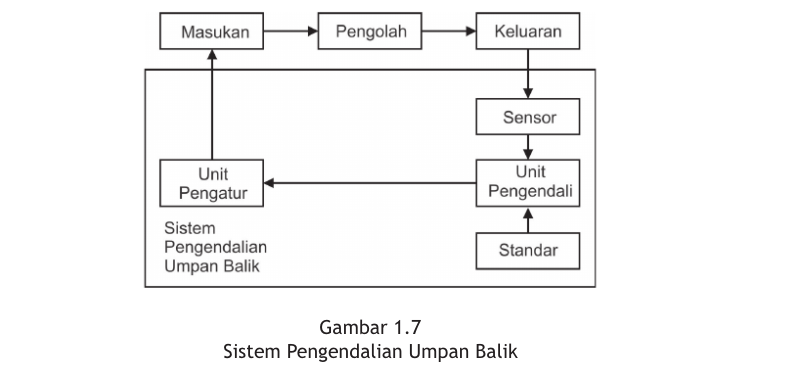 Masukan
Pengolah
Keluaran
Sensor
Unit
Pengatur
Unit
Pengendali
Sistem
Pengendalian
Umpan Balik
Standar
Gambar 1.7
Sistem Pengendalian Umpan Balik